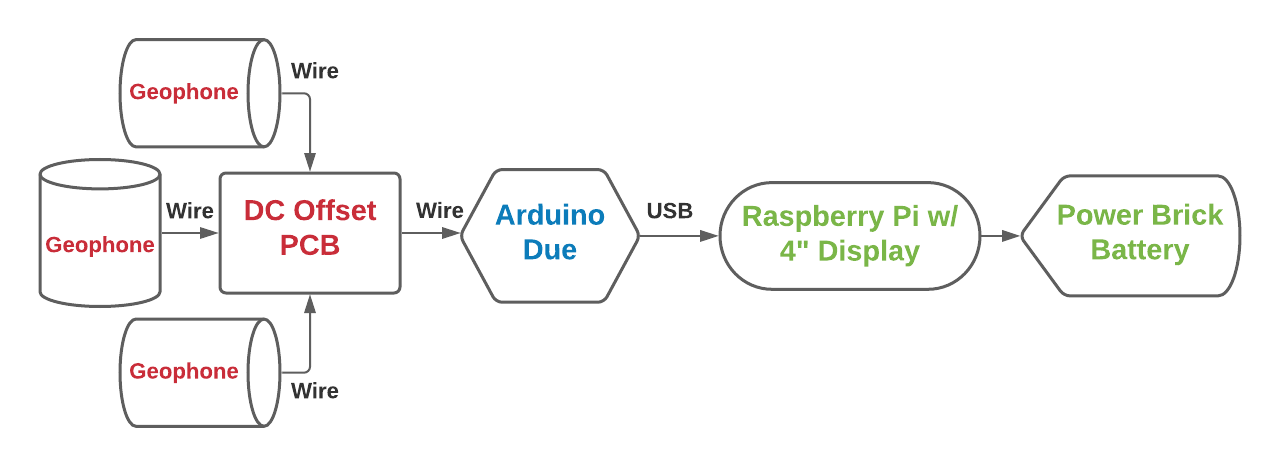 Geophone
Wire
Geophone
Wire
DC Offset
PCB
Wire
Arduino
Due
USB
Raspberry Pi w/
4" Display
Power Brick
Battery
Geophone
Wire